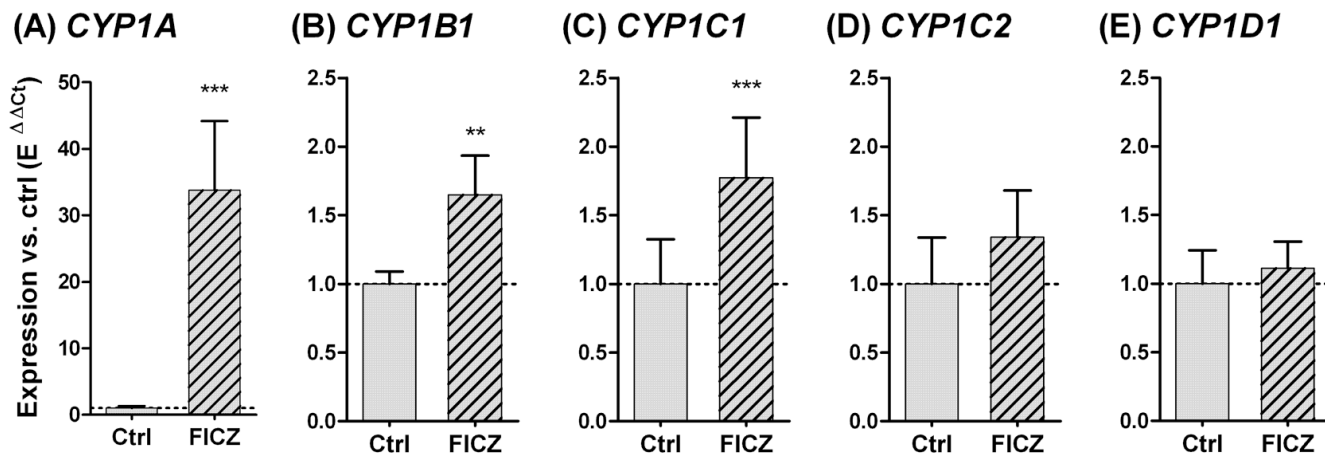 (A) CYP1A
(B) CYP1B1
(C) CYP1C1
(D) CYP1C2
(E) CYP1D1
Expression vs. ctrl (E ΔΔCt)
50
40
30
20
10
0
***
Ctrl
FICZ
2.5
2.0
1.5
1.0
0.5
0.0
**
Ctrl
FICZ
2.5
2.0
1.5
1.0
0.5
0.0
***
Ctrl
FICZ
2.5
2.0
1.5
1.0
0.5
0.0
Ctrl
FICZ
2.5
2.0
1.5
1.0
0.5
0.0
Ctrl
FICZ